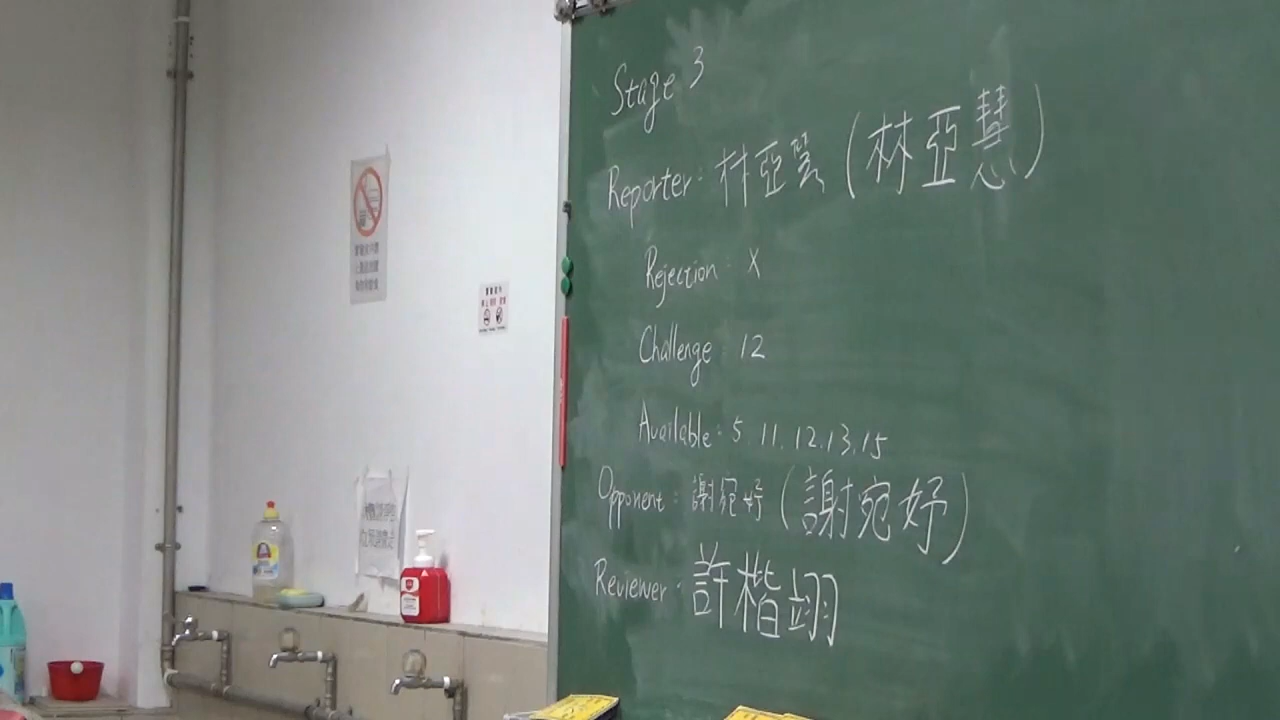 Stage 3
Reporter: 林亞慧 (林亞慧)
Rejection: X
Challenge: 12
Available: 5. 11. 12. 13. 15
Opponent: 謝宛妤 (謝宛妤)
Reviewer: 許楷翊